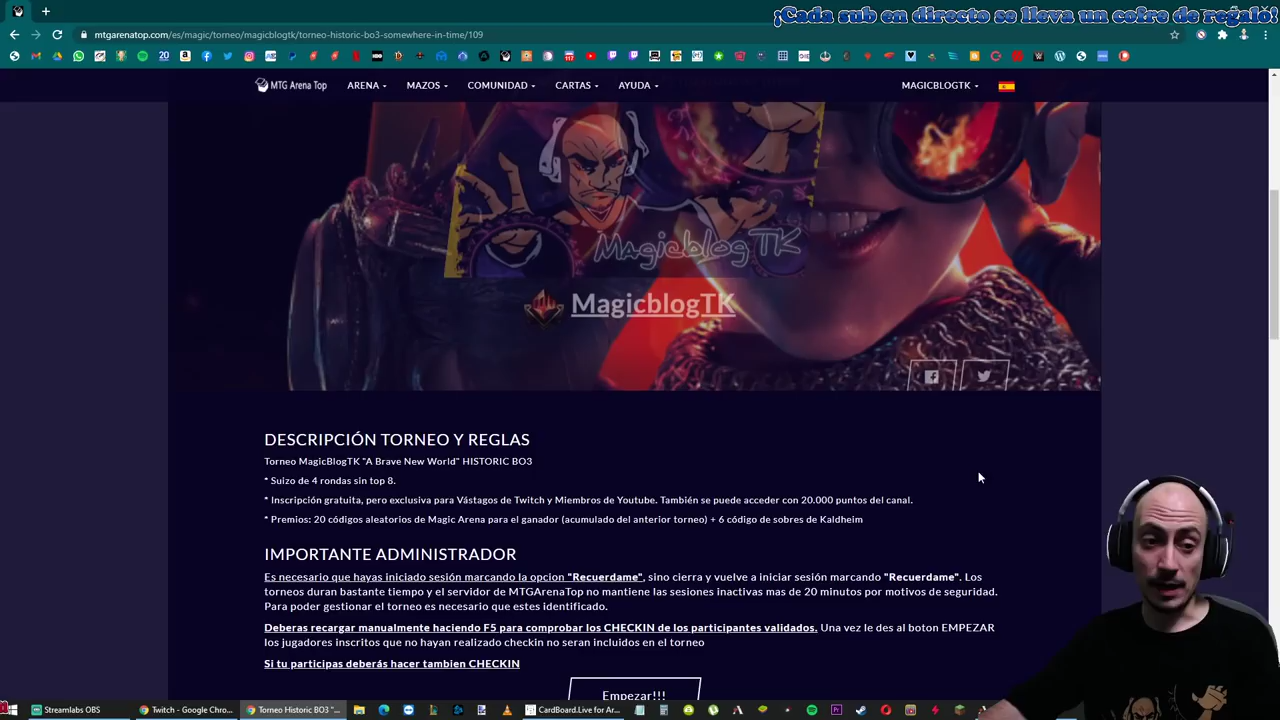 ¡Cada sub en directo se lleva un cofre de regalo!
mtgarenatop.com/es/magic/torneo/magicblogtk/torneo-historic-bo3-somewhere-in-time/109
MTG Arena Top
ARENA
MAZOS
COMUNIDAD
CARTAS
AYUDA
MAGICBLOGTK
MagicblogTK
MagicblogTK
DESCRIPCIÓN TORNEO Y REGLAS
Torneo MagicBlogTK "A Brave New World" HISTORIC BO3
* Suizo de 4 rondas sin top 8.
* Inscripción gratuita, pero exclusiva para Vástagos de Twitch y Miembros de Youtube. También se puede acceder con 20.000 puntos del canal.
* Premios: 20 códigos aleatorios de Magic Arena para el ganador (acumulado del anterior torneo) + 6 código de sobres de Kaldheim
IMPORTANTE ADMINISTRADOR
Es necesario que hayas iniciado sesión marcando la opcion "Recuerdame", sino cierra y vuelve a iniciar sesión marcando "Recuerdame". Los
torneos duran bastante tiempo y el servidor de MTGArenaTop no mantiene las sesiones inactivas mas de 20 minutos por motivos de seguridad.
Para poder gestionar el torneo es necesario que estes identificado.
Deberas recargar manualmente haciendo F5 para comprobar los CHECKIN de los participantes validados. Una vez le des al boton EMPEZAR
los jugadores inscritos que no hayan realizado checkin no seran incluidos en el torneo
Si tu participas deberás hacer tambien CHECKIN
Empezar!!!
Streamlabs OBS
Twitch - Google Chro...
Torneo Historic BO3 "...
CardBoard.Live for Ar...